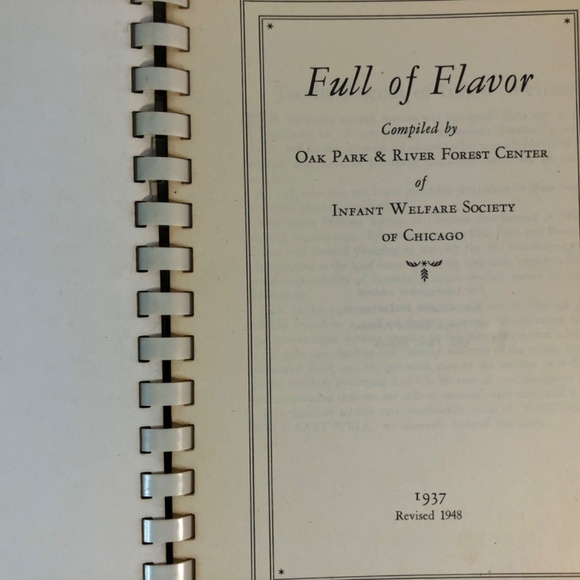 Full of Flavor
Compiled by
Oak Park & River Forest Center
of
Infant Welfare Society
of Chicago
1937
Revised 1948